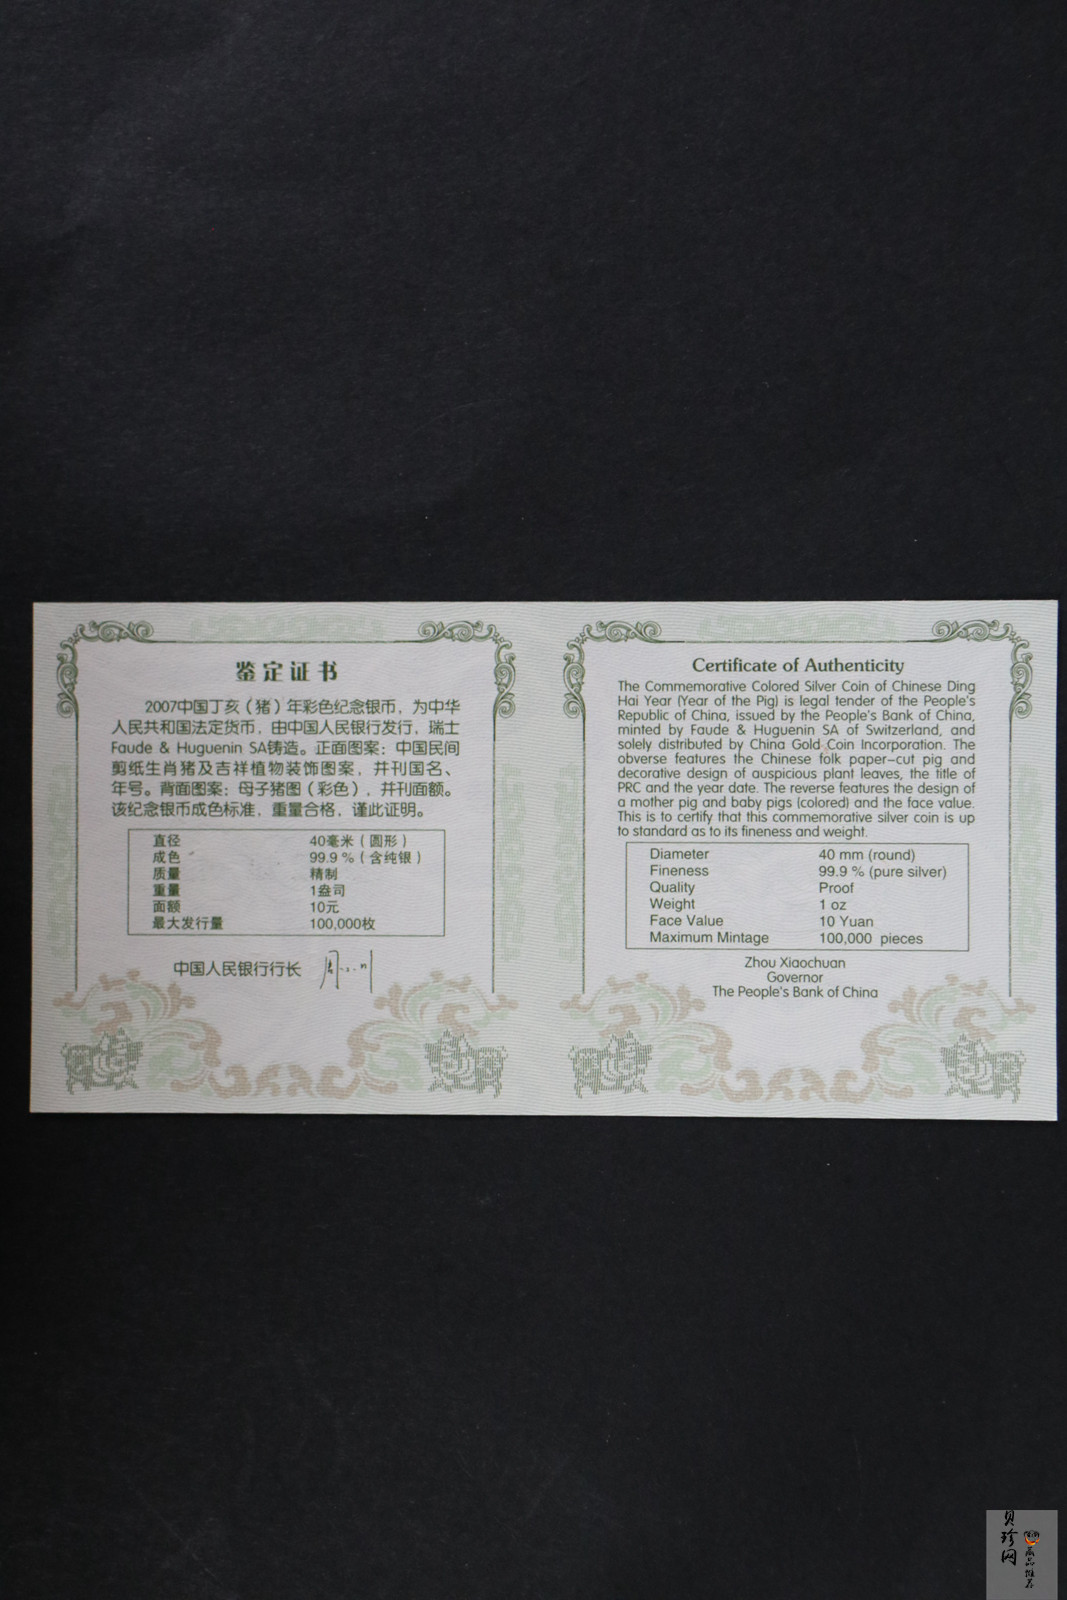 鉴定证书
2007中国丁亥（猪）年彩色纪念银币，为中华
人民共和国法定货币，由中国人民银行发行，瑞士
Faude & Huguenin SA铸造。正面图案：中国民间
剪纸生肖猪及吉祥植物装饰图案，并刊国名、
年号。背面图案：母子猪图（彩色），并刊面额。
该纪念银币成色标准，重量合格，谨此证明。
直径 40毫米（圆形）
成色 99.9％（含纯银）
质量 精制
重量 1盎司
面额 10元
最大发行量 100,000枚
中国人民银行行长
Certificate of Authenticity
The Commemorative Colored Silver Coin of Chinese Ding
Hai Year (Year of the Pig) is legal tender of the People's
Republic of China, issued by the People's Bank of China,
minted by Faude & Huguenin SA of Switzerland, and
solely distributed by China Gold Coin Incorporation. The
obverse features the Chinese folk paper-cut pig and
decorative design of auspicious plant leaves, the title of
PRC and the year date. The reverse features the design of
a mother pig and baby pigs (colored) and the face value.
This is to certify that this commemorative silver coin is up
to standard as to its fineness and weight.
Diameter 40 mm (round)
Fineness 99.9 % (pure silver)
Quality Proof
Weight 1 oz
Face Value 10 Yuan
Maximum Mintage 100,000 pieces
Zhou Xiaochuan
Governor
The People's Bank of China
贝珍网